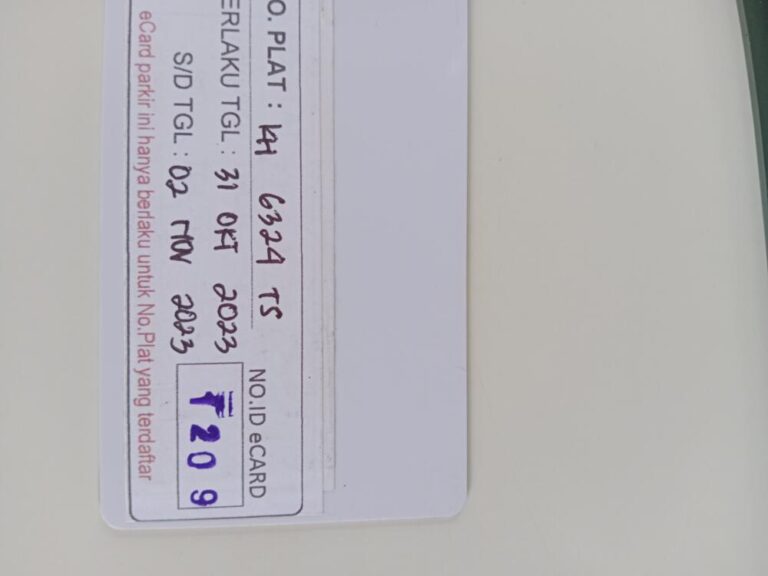 O. PLAT : KH 6324 TS
ERLAKU TGL. : 31 OKT 2023
S/D TGL : 02 NOV 2023
NO.ID eCARD
T209
eCard parkir ini hanya berlaku untuk No.Plat yang terdaftar